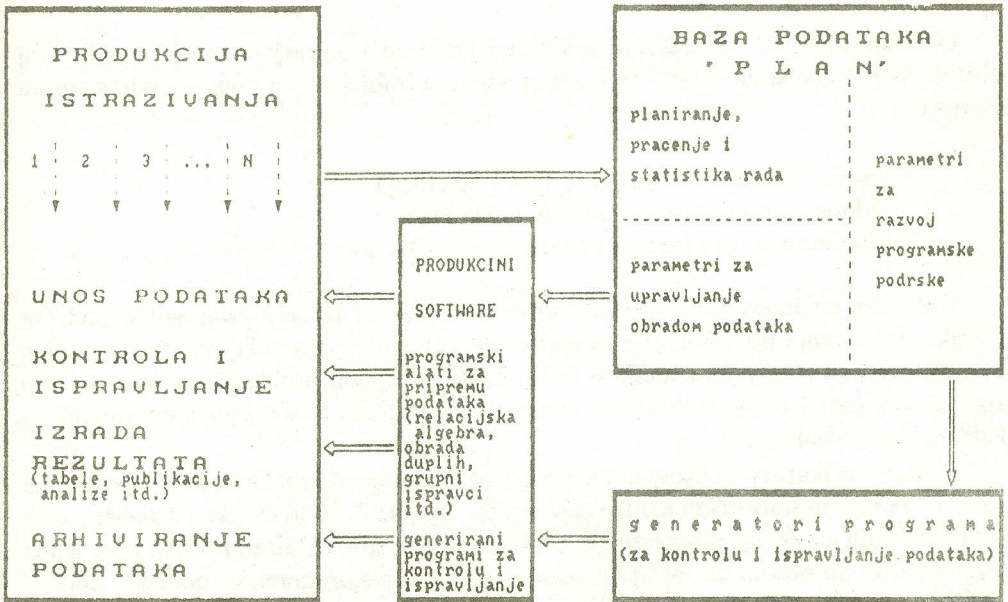 PRODUKCIJA
ISTRAZIVANJA
1 2 3 ... N
UNOS PODATAKA
KONTROLA I
ISPRAVLJANJE
IZRADA
REZULTATA
(tabele, publikacije,
analize itd.)
ARHIVIRANJE
PODATAKA
PRODUKCINI
SOFTWARE
programski
alati za
pripremu
podataka
(relacijska
algebra,
obrada
duplih,
grupni
ispravci
itd.)
generirani
programi za
kontrolu i
ispravljanje
BAZA PODATAKA
'PLAN'
planiranje,
pracenje i
statistika rada
parametri za
upravljanje
obradom podataka
parametri
za
razvoj
programske
podrske
generatori programa
(za kontrolu i ispravljanje podataka)